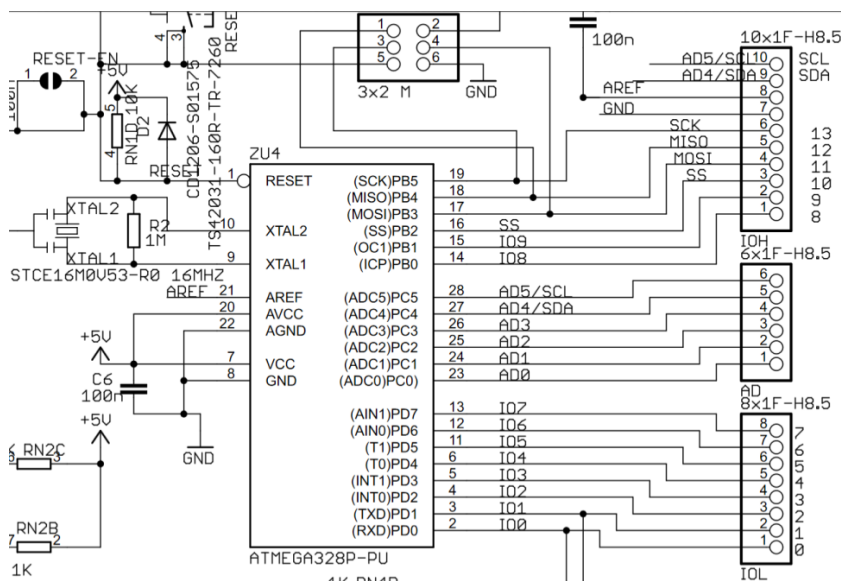 RESET-EN
1 2
+5V
100n
4 3
RESET
1 2
3 4
5 6
3x2 M
GND
100n
10x1F-H8.5
AD5/SCL 10 SCL
AD4/SDA 9 SDA
AREF 8
GND 7
SCK 6 13
MISO 5 12
MOSI 4 11
SS 3 10
2 9
1 8
IOH
5
RN1D 10K
4
D2
CD1206-S01575
TS42031-160R-TR-7260
RESET
ZU4
1 RESET (SCK)PB5 19
(MISO)PB4 18
(MOSI)PB3 17
10 XTAL2 (SS)PB2 16 SS
(OC1)PB1 15 IO9
9 XTAL1 (ICP)PB0 14 IO8
XTAL2
R2
1M
XTAL1
STCE16M0V53-R0 16MHZ
AREF 21 AREF (ADC5)PC5 28 AD5/SCL
20 AVCC (ADC4)PC4 27 AD4/SDA
22 AGND (ADC3)PC3 26 AD3
(ADC2)PC2 25 AD2
7 VCC (ADC1)PC1 24 AD1
8 GND (ADC0)PC0) 23 AD0
6x1F-H8.5
6
5
4
3
2
1
AD
+5V
C6
100n
GND
+5V
(AIN1)PD7 13 IO7
(AIN0)PD6 12 IO6
(T1)PD5 11 IO5
(T0)PD4 6 IO4
(INT1)PD3 5 IO3
(INT0)PD2 4 IO2
(TXD)PD1 3 IO1
(RXD)PD0 2 IO0
ATMEGA328P-PU
8x1F-H8.5
8 7
7 6
6 5
5 4
4 3
3 2
2 1
1 0
IOL
RN2C
3
RN2B
7 2
1K
1K RN1B